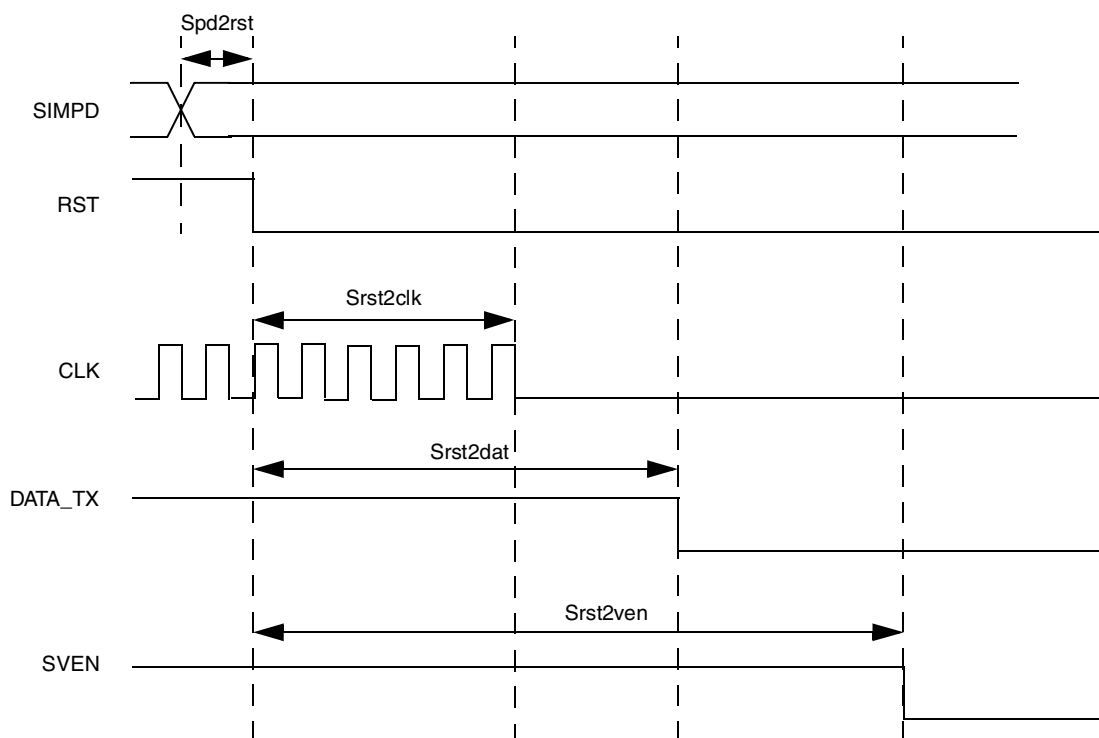 Spd2rst
SIMPD
RST
Srst2clk
CLK
Srst2dat
DATA_TX
Srst2ven
SVEN